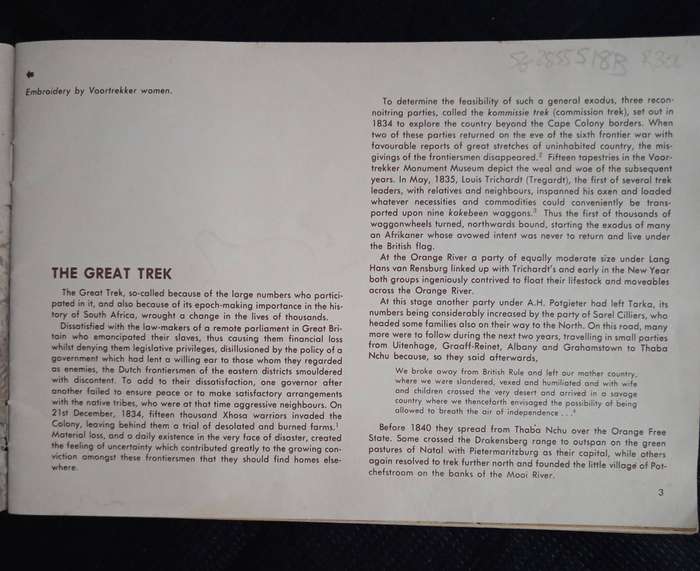 Embroidery by Voortrekker women.
THE GREAT TREK
The Great Trek, so-called because of the large numbers who partici-
pated in it, and also because of its epoch-making importance in the his-
tory of South Africa, wrought a change in the lives of thousands.
Dissatisfied with the law-makers of a remote parliament in Great Bri-
tain who emancipated their slaves, thus causing them financial loss
whilst denying them legislative privileges, disillusioned by the policy of a
government which had lent a willing ear to those whom they regarded
as enemies, the Dutch frontiersmen of the eastern districts smouldered
with discontent. To add to their dissatisfaction, one governor after
another failed to ensure peace or to make satisfactory arrangements
with the native tribes, who were at that time aggressive neighbours. On
21st December, 1834, fifteen thousand Xhosa warriors invaded the
Colony, leaving behind them a trial of desolated and burned farms.1
Material loss, and a daily existence in the very face of disaster, created
the feeling of uncertainty which contributed greatly to the growing con-
viction amongst these frontiersmen that they should find homes else-
where.
518B
To determine the feasibility of such a general exodus, three recon-
noitring parties, called the kommissie trek (commission trek), set out in
1834 to explore the country beyond the Cape Colony borders. When
two of these parties returned on the eve of the sixth frontier war with
favourable reports of great stretches of uninhabited country, the mis-
givings of the frontiersmen disappeared.2 Fifteen tapestries in the Voor-
trekker Monument Museum depict the weal and woe of the subsequent
years. In May, 1835, Louis Trichardt (Tregardt), the first of several trek
leaders, with relatives and neighbours, inspanned his oxen and loaded
whatever necessities and commodities could conveniently be trans-
ported upon nine kakebeen waggons.3 Thus the first of thousands of
waggonwheels turned, northwards bound, starting the exodus of many
an Afrikaner whose avowed intent was never to return and live under
the British flag.
At the Orange River a party of equally moderate size under Lang
Hans van Rensburg linked up with Trichardt's and early in the New Year
both groups ingeniously contrived to float their lifestock and moveables
across the Orange River.
At this stage another party under A.H. Potgieter had left Tarka, its
numbers being considerably increased by the party of Sarel Cilliers, who
headed some families also on their way to the North. On this road, many
more were to follow during the next two years, travelling in small parties
from Uitenhage, Graaff-Reinet, Albany and Grahamstown to Thaba
Nchu because, so they said afterwards,
We broke away from British Rule and left our mother country,
where we were slandered, vexed and humiliated and with wife
and children crossed the very desert and arrived in a savage
country where we thenceforth envisaged the possibility of being
allowed to breath the air of independence . . .4
Before 1840 they spread from Thaba Nchu over the Orange Free
State. Some crossed the Drakensberg range to outspan on the green
pastures of Natal with Pietermaritzburg as their capital, while others
again resolved to trek further north and founded the little village of Pot-
chefstroom on the banks of the Mooi River.
3